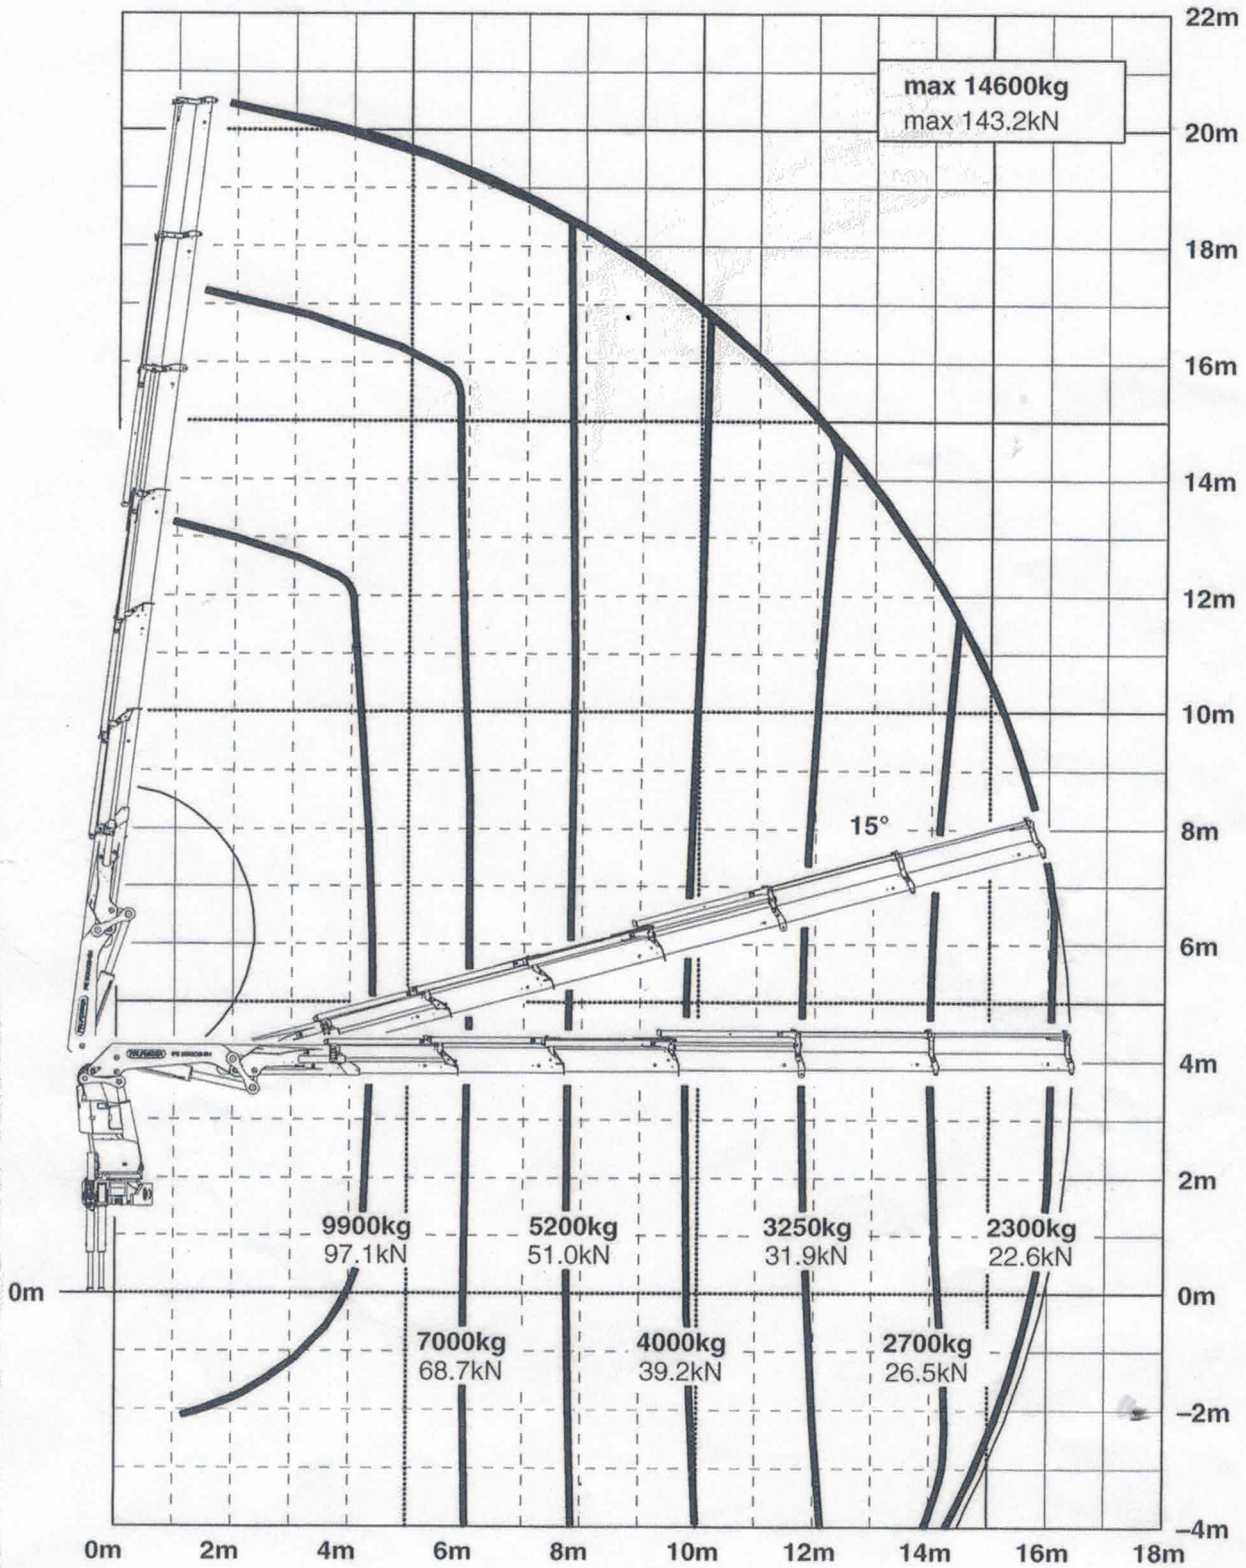 22m
max 14600kg
max 143.2kN
20m
18m
16m
14m
12m
10m
15°
8m
6m
PALFINGER
4m
2m
9900kg
97.1kN
5200kg
51.0kN
3250kg
31.9kN
2300kg
22.6kN
0m
0m
7000kg
68.7kN
4000kg
39.2kN
2700kg
26.5kN
–2m
–4m
0m
2m
4m
6m
8m
10m
12m
14m
16m
18m